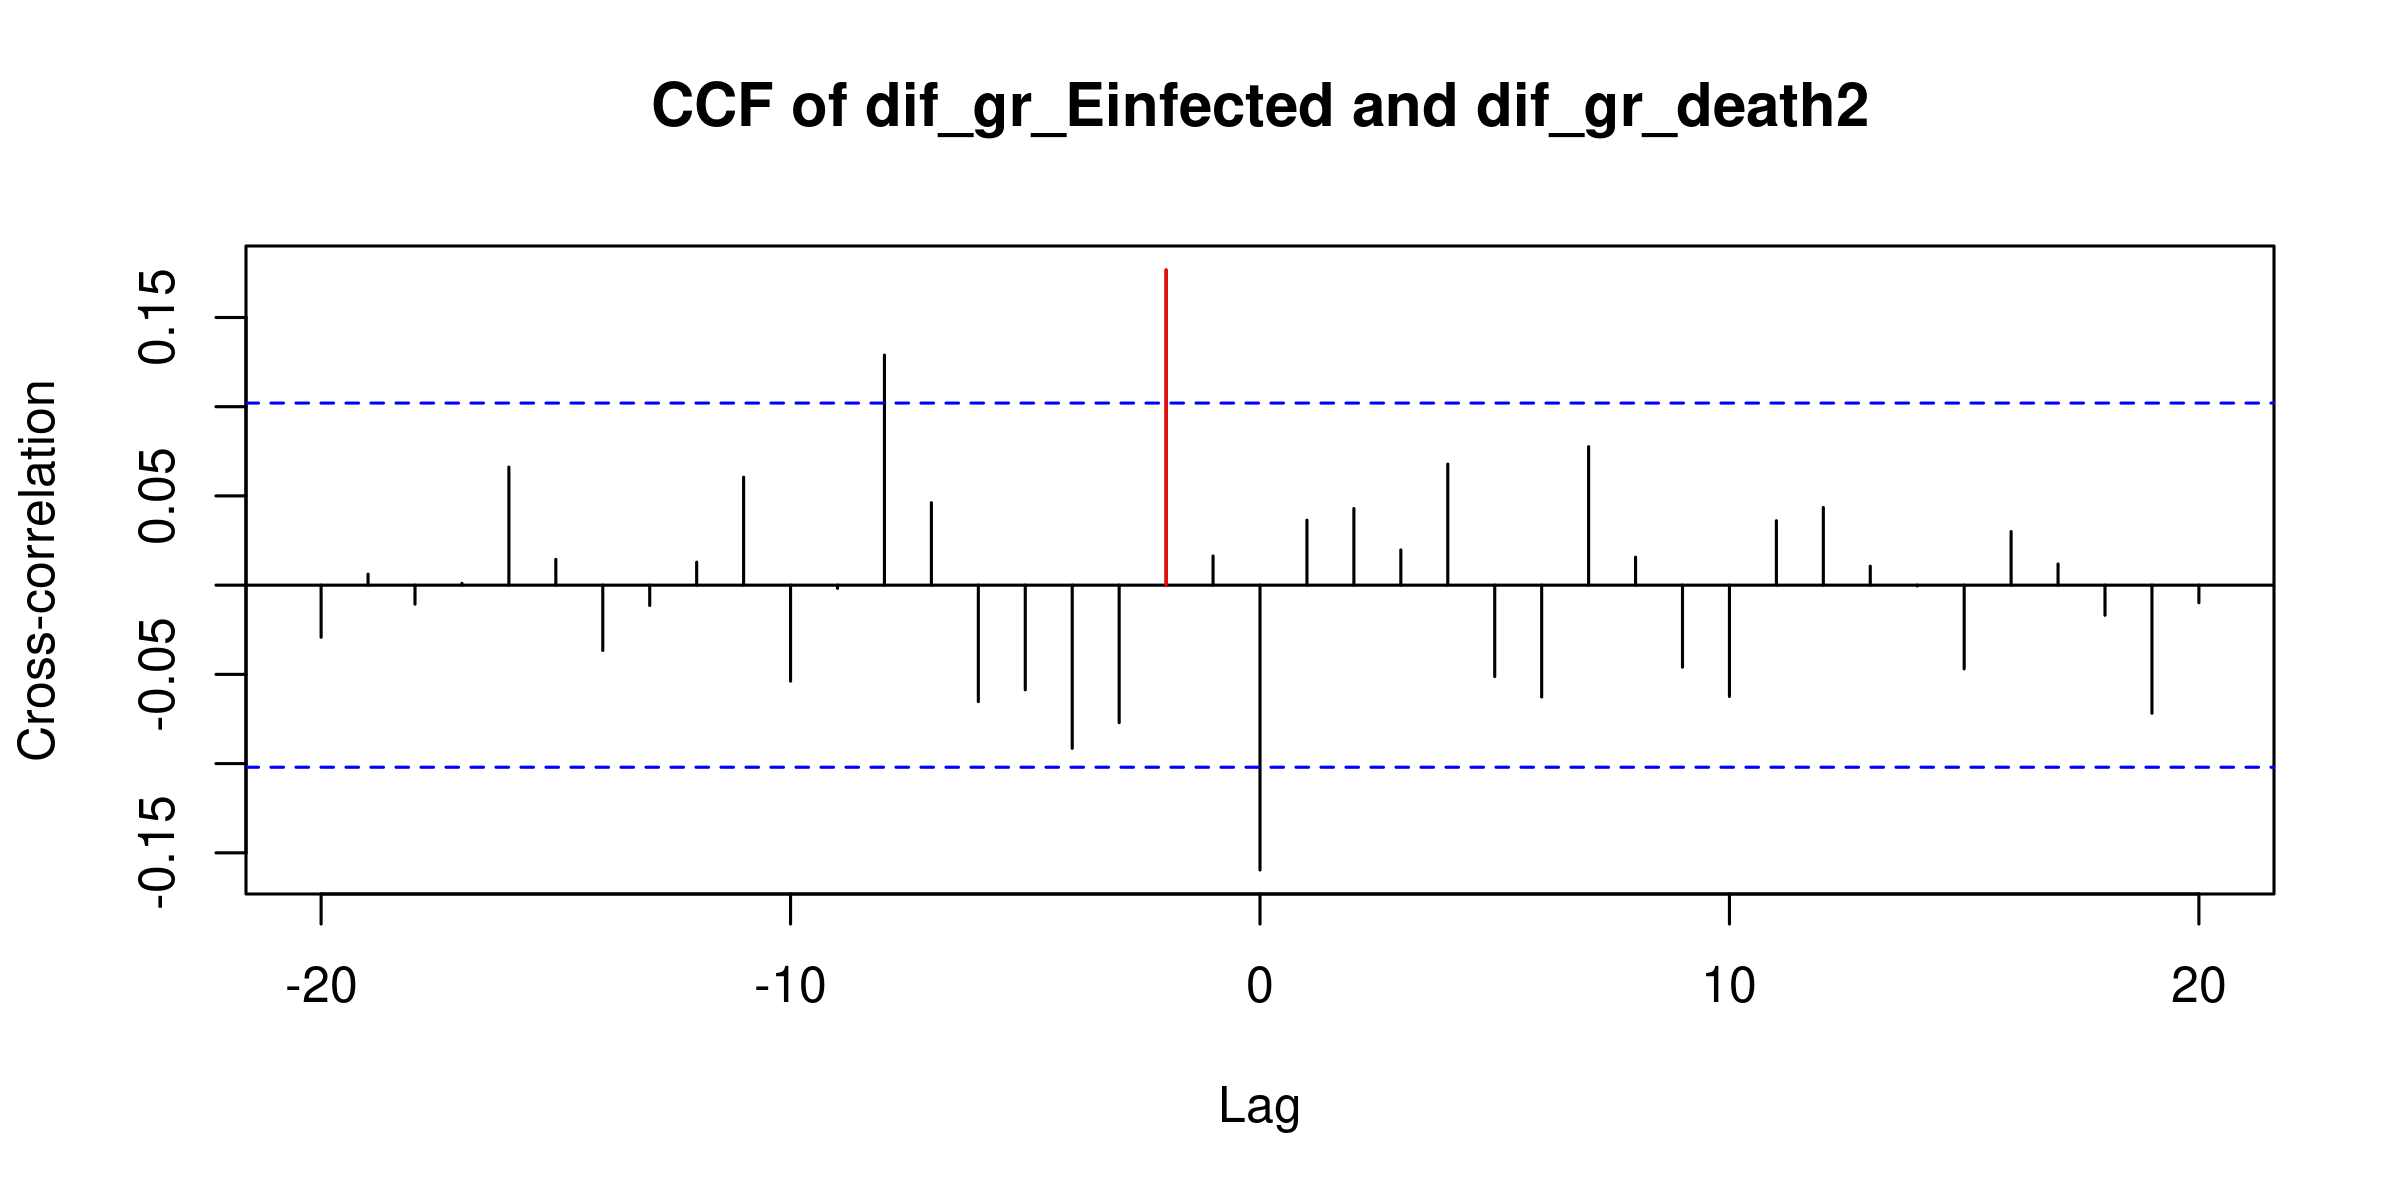 CCF of dif_gr_Einfected and dif_gr_death2
Cross-correlation
0.15
0.05
-0.05
-0.15
-20 -10 0 10 20
Lag